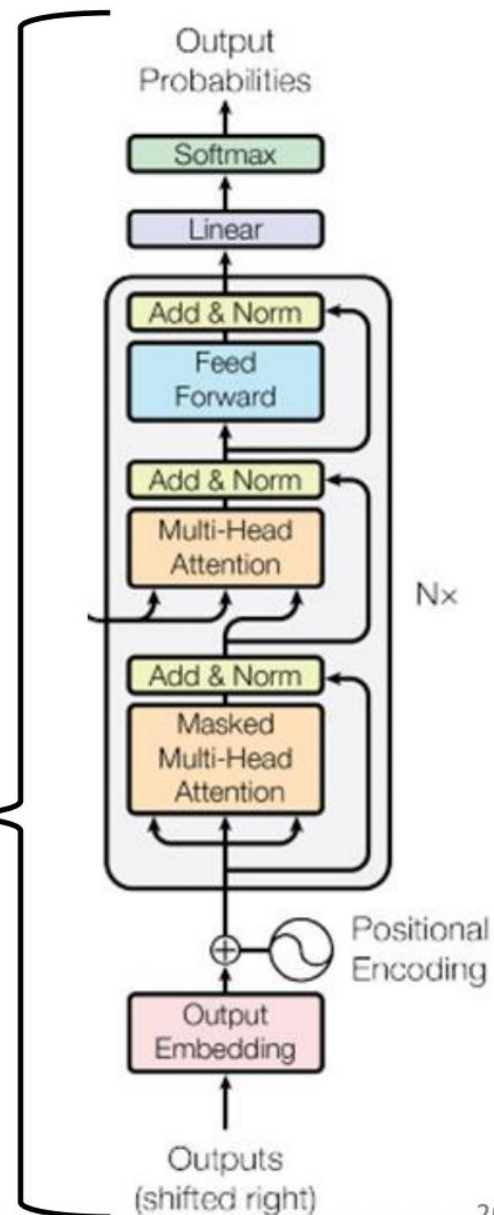 Output
Probabilities
Softmax
Linear
Add & Norm
Feed
Forward
Add & Norm
Multi-Head
Attention
N×
Add & Norm
Masked
Multi-Head
Attention
Positional
Encoding
Output
Embedding
Outputs
(shifted right)